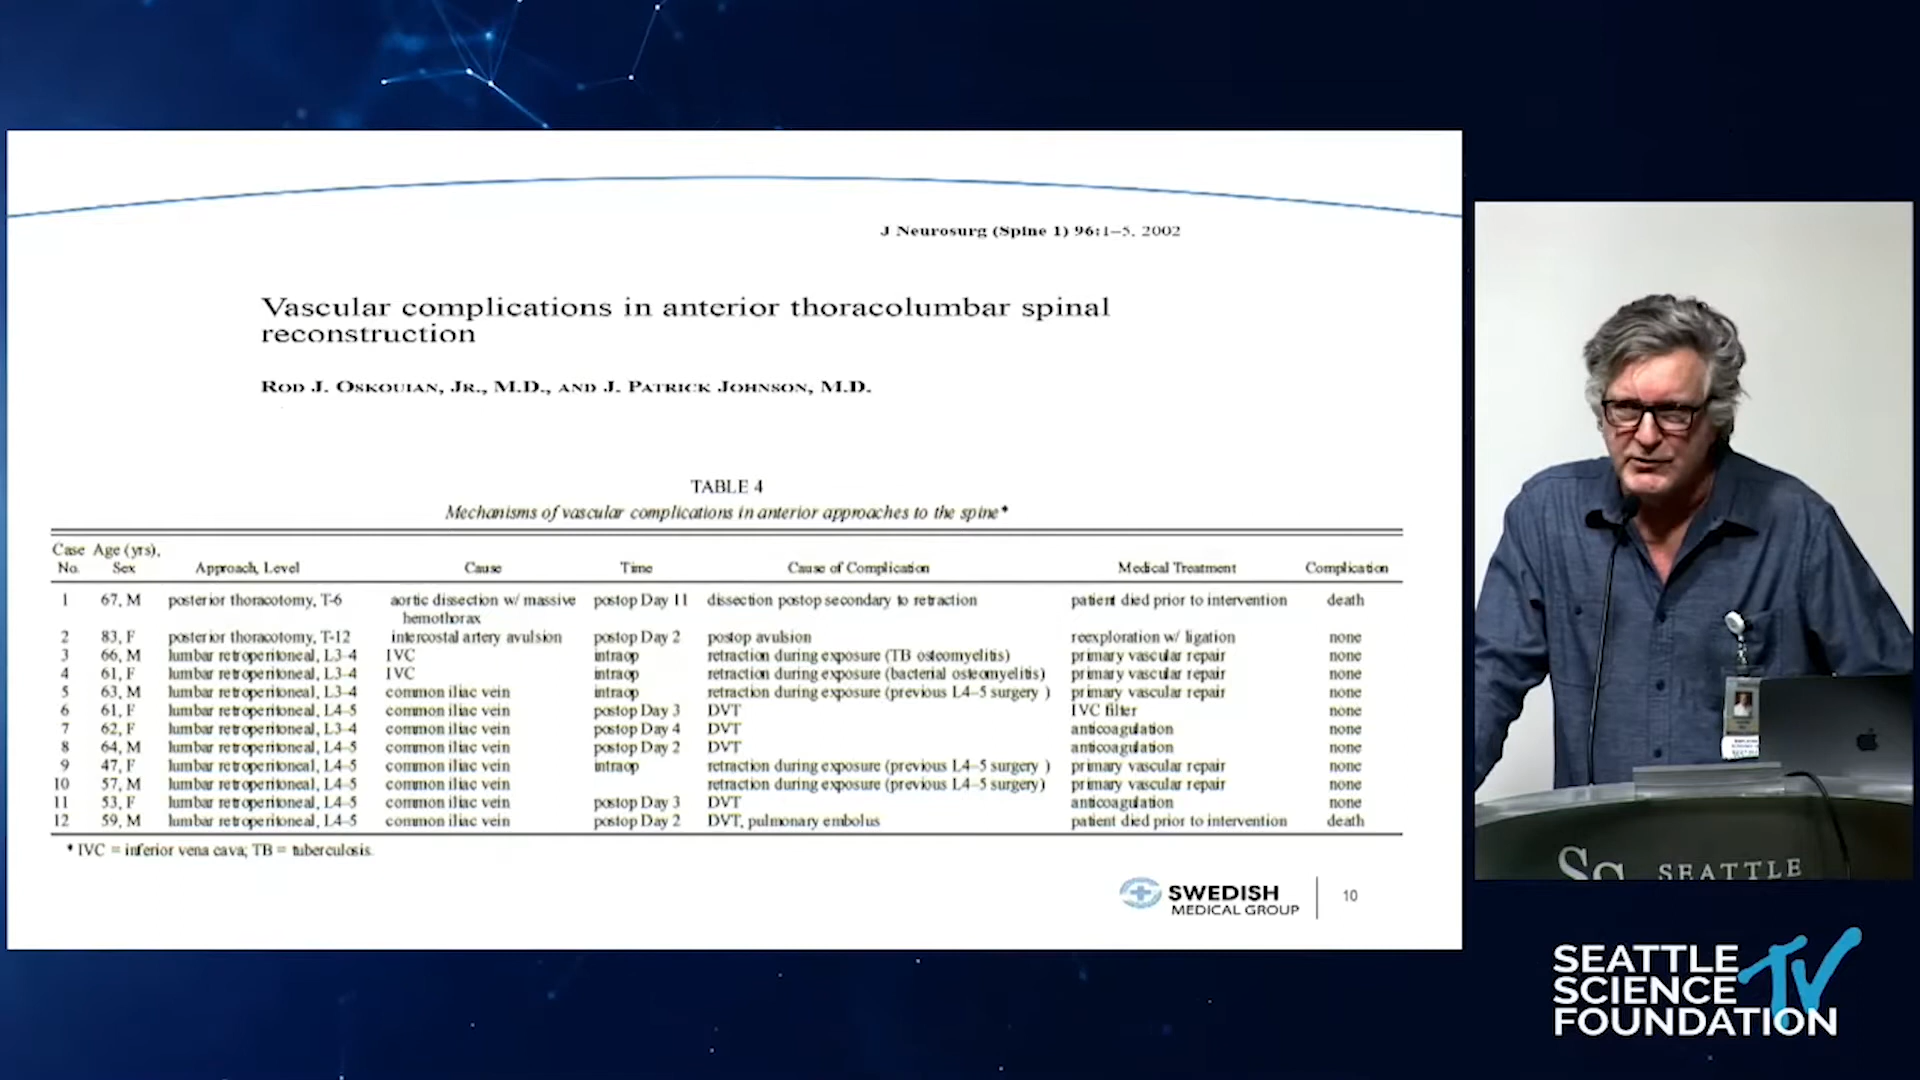 J Neurosurg (Spine 1) 96:1–5, 2002
Vascular complications in anterior thoracolumbar spinal
reconstruction
ROD J. OSKOUIAN, JR., M.D., AND J. PATRICK JOHNSON, M.D.
TABLE 4
Mechanisms of vascular complications in anterior approaches to the spine*
Case No. Age (yrs), Sex Approach, Level Cause Time Cause of Complication Medical Treatment Complication
1 67, M posterior thoracotomy, T-6 aortic dissection w/ massive hemothorax postop Day 11 dissection postop secondary to retraction patient died prior to intervention death
2 83, F posterior thoracotomy, T-12 intercostal artery avulsion postop Day 2 postop avulsion reexploration w/ ligation none
3 66, M lumbar retroperitoneal, L3–4 IVC intraop retraction during exposure (TB osteomyelitis) primary vascular repair none
4 61, F lumbar retroperitoneal, L3–4 IVC intraop retraction during exposure (bacterial osteomyelitis) primary vascular repair none
5 63, M lumbar retroperitoneal, L3–4 common iliac vein intraop retraction during exposure (previous L4–5 surgery ) primary vascular repair none
6 61, F lumbar retroperitoneal, L4–5 common iliac vein postop Day 3 DVT IVC filter none
7 62, F lumbar retroperitoneal, L3–4 common iliac vein postop Day 4 DVT anticoagulation none
8 64, M lumbar retroperitoneal, L4–5 common iliac vein postop Day 2 DVT anticoagulation none
9 47, F lumbar retroperitoneal, L4–5 common iliac vein intraop retraction during exposure (previous L4–5 surgery ) primary vascular repair none
10 57, M lumbar retroperitoneal, L4–5 common iliac vein retraction during exposure (previous L4–5 surgery) primary vascular repair none
11 53, F lumbar retroperitoneal, L4–5 common iliac vein postop Day 3 DVT anticoagulation none
12 59, M lumbar retroperitoneal, L4–5 common iliac vein postop Day 2 DVT, pulmonary embolus patient died prior to intervention death
* IVC = inferior vena cava; TB = tuberculosis.
SWEDISH
MEDICAL GROUP
10
SEATTLE
SEATTLE
SCIENCE
FOUNDATION
TV